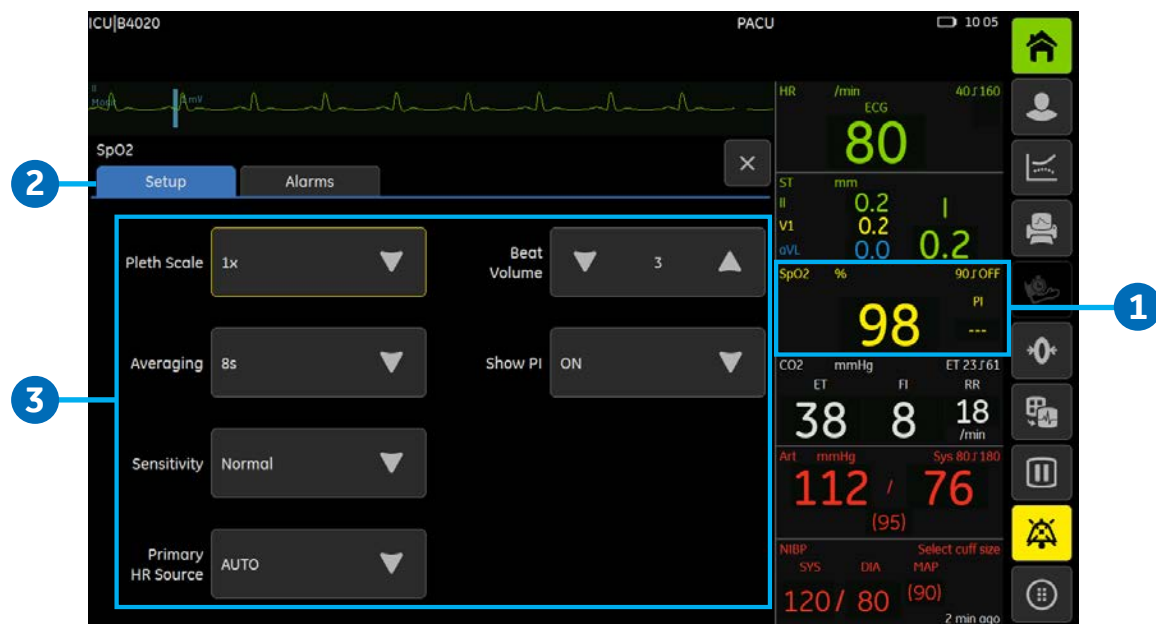 ICU|B4020 PACU 10 05
II
1 mV
HR /min 40 160
ECG
80
SpO2
Setup Alarms
2
ST mm
II 0.2 I
V1 0.2
aVL 0.0 0.2
Pleth Scale 1x
Beat Volume 3
SpO2 % 90 OFF
PI
98 ---
1
Averaging 8s
Show PI ON
CO2 mmHg ET 23 61
ET FI RR
38 8 18
/min
3
Sensitivity Normal
Art mmHg Sys 80 180
112 / 76
(95)
Primary
HR Source AUTO
NIBP Select cuff size
SYS DIA MAP
120/ 80 (90)
2 min ago